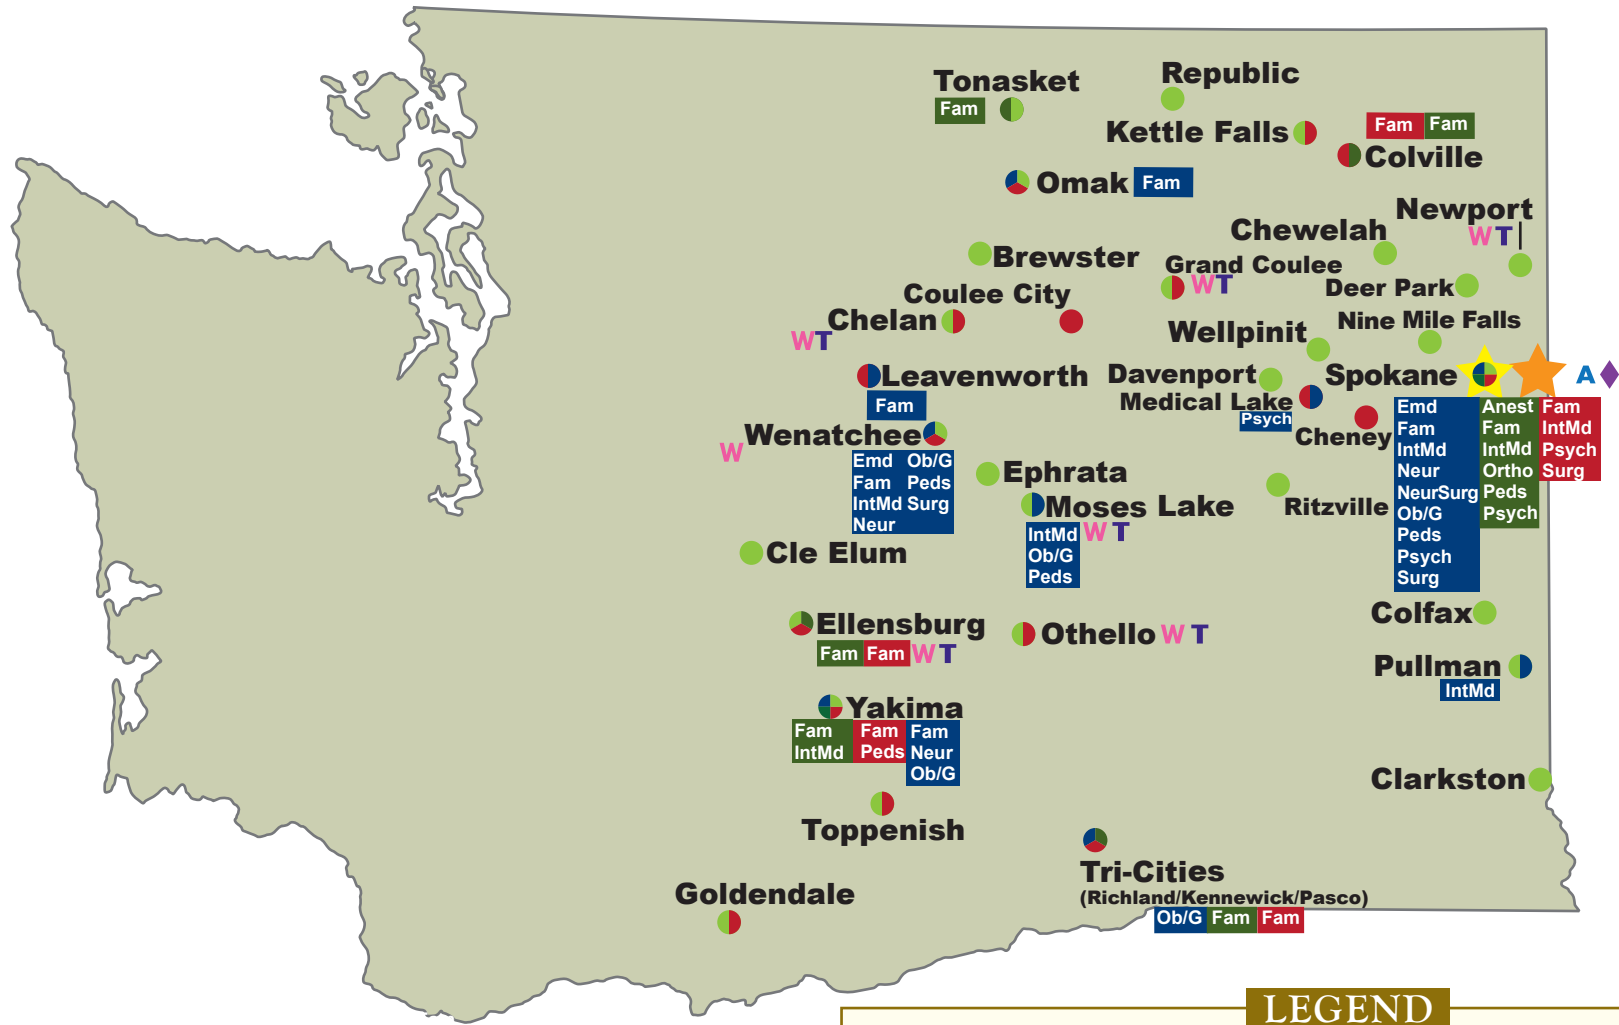 Republic
Tonasket
Fam
Kettle Falls
Fam Fam
Colville
Omak Fam
Newport
W T
Chewelah
Brewster
Grand Coulee
W T
Deer Park
Coulee City
Chelan
W T
Nine Mile Falls
Wellpinit
Leavenworth
Fam
Davenport
Spokane A
Medical Lake
Psych
Cheney
Emd Anest Fam
Fam Fam IntMd
IntMd IntMd Psych
Neur Ortho Surg
NeurSurg Peds
Ob/G Psych
Peds
Psych
Surg
Wenatchee
W
Emd Ob/G
Fam Peds
IntMd Surg
Neur
Ephrata
Moses Lake
IntMd W T
Ob/G
Peds
Ritzville
Cle Elum
Ellensburg
Fam Fam W T
Othello W T
Colfax
Pullman
IntMd
Yakima
Fam Fam Fam
IntMd Peds Neur
Ob/G
Clarkston
Toppenish
Tri-Cities
(Richland/Kennewick/Pasco)
Ob/G Fam Fam
Goldendale
LEGEND